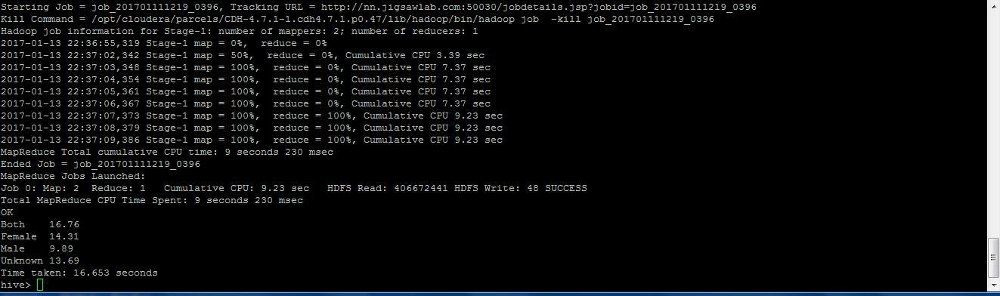 Starting Job = job_201701111219_0396, Tracking URL = http://nn.jigsawlab.com:50030/jobdetails.jsp?jobid=job_201701111219_0396
Kill Command = /opt/cloudera/parcels/CDH-4.7.1-1.cdh4.7.1.p0.47/lib/hadoop/bin/hadoop job  -kill job_201701111219_0396
Hadoop job information for Stage-1: number of mappers: 2; number of reducers: 1
2017-01-13 22:36:55,319 Stage-1 map = 0%,  reduce = 0%
2017-01-13 22:37:02,342 Stage-1 map = 50%,  reduce = 0%, Cumulative CPU 3.39 sec
2017-01-13 22:37:03,348 Stage-1 map = 100%,  reduce = 0%, Cumulative CPU 7.37 sec
2017-01-13 22:37:04,354 Stage-1 map = 100%,  reduce = 0%, Cumulative CPU 7.37 sec
2017-01-13 22:37:05,361 Stage-1 map = 100%,  reduce = 0%, Cumulative CPU 7.37 sec
2017-01-13 22:37:06,367 Stage-1 map = 100%,  reduce = 0%, Cumulative CPU 7.37 sec
2017-01-13 22:37:07,373 Stage-1 map = 100%,  reduce = 100%, Cumulative CPU 9.23 sec
2017-01-13 22:37:08,379 Stage-1 map = 100%,  reduce = 100%, Cumulative CPU 9.23 sec
2017-01-13 22:37:09,386 Stage-1 map = 100%,  reduce = 100%, Cumulative CPU 9.23 sec
MapReduce Total cumulative CPU time: 9 seconds 230 msec
Ended Job = job_201701111219_0396
MapReduce Jobs Launched:
Job 0: Map: 2  Reduce: 1   Cumulative CPU: 9.23 sec   HDFS Read: 406672441 HDFS Write: 48 SUCCESS
Total MapReduce CPU Time Spent: 9 seconds 230 msec
OK
Both    16.76
Female  14.31
Male    9.89
Unknown 13.69
Time taken: 16.653 seconds
hive>